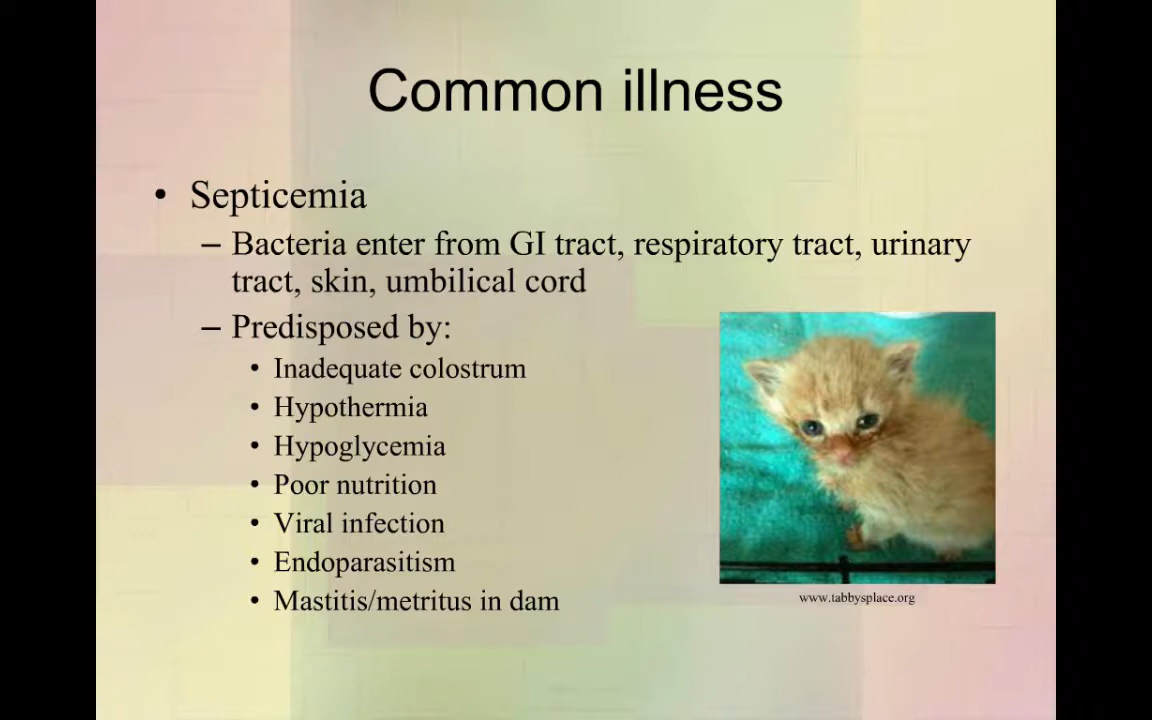 Common illness
• Septicemia
– Bacteria enter from GI tract, respiratory tract, urinary
tract, skin, umbilical cord
– Predisposed by:
• Inadequate colostrum
• Hypothermia
• Hypoglycemia
• Poor nutrition
• Viral infection
• Endoparasitism
• Mastitis/metritus in dam
www.tabbysplace.org